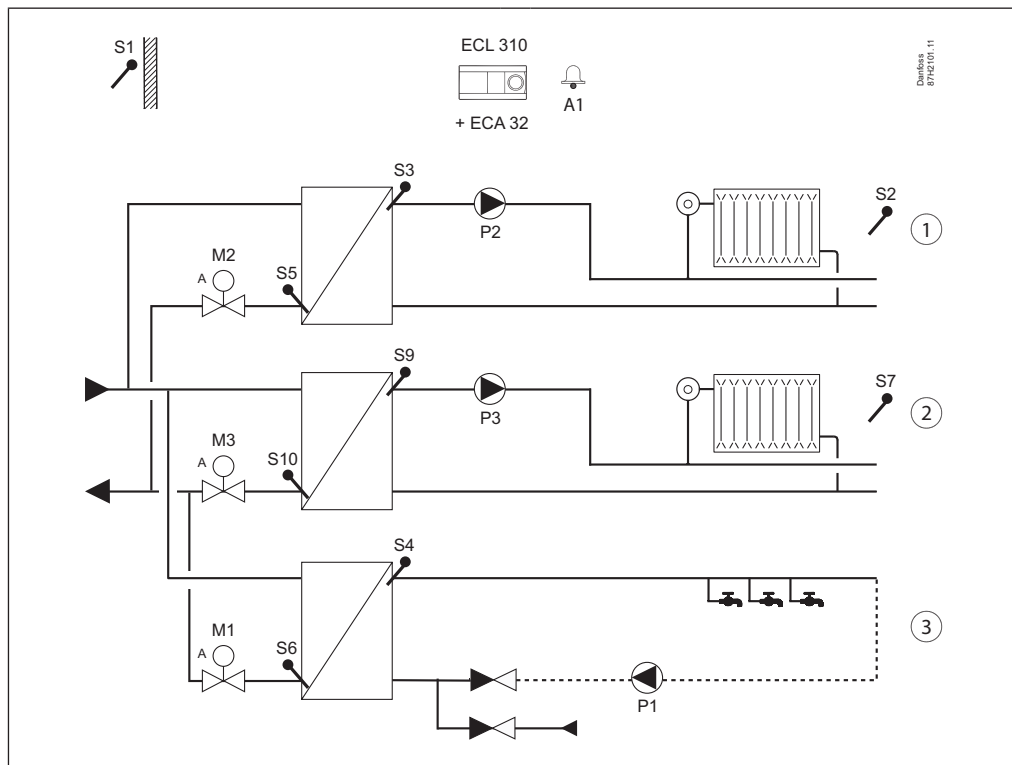 S1
ECL 310
A1
+ ECA 32
Danfoss
87H2101.11
S3
P2
S2
1
M2
A
S5
S9
P3
S7
2
M3
A
S10
S4
M1
A
S6
P1
3